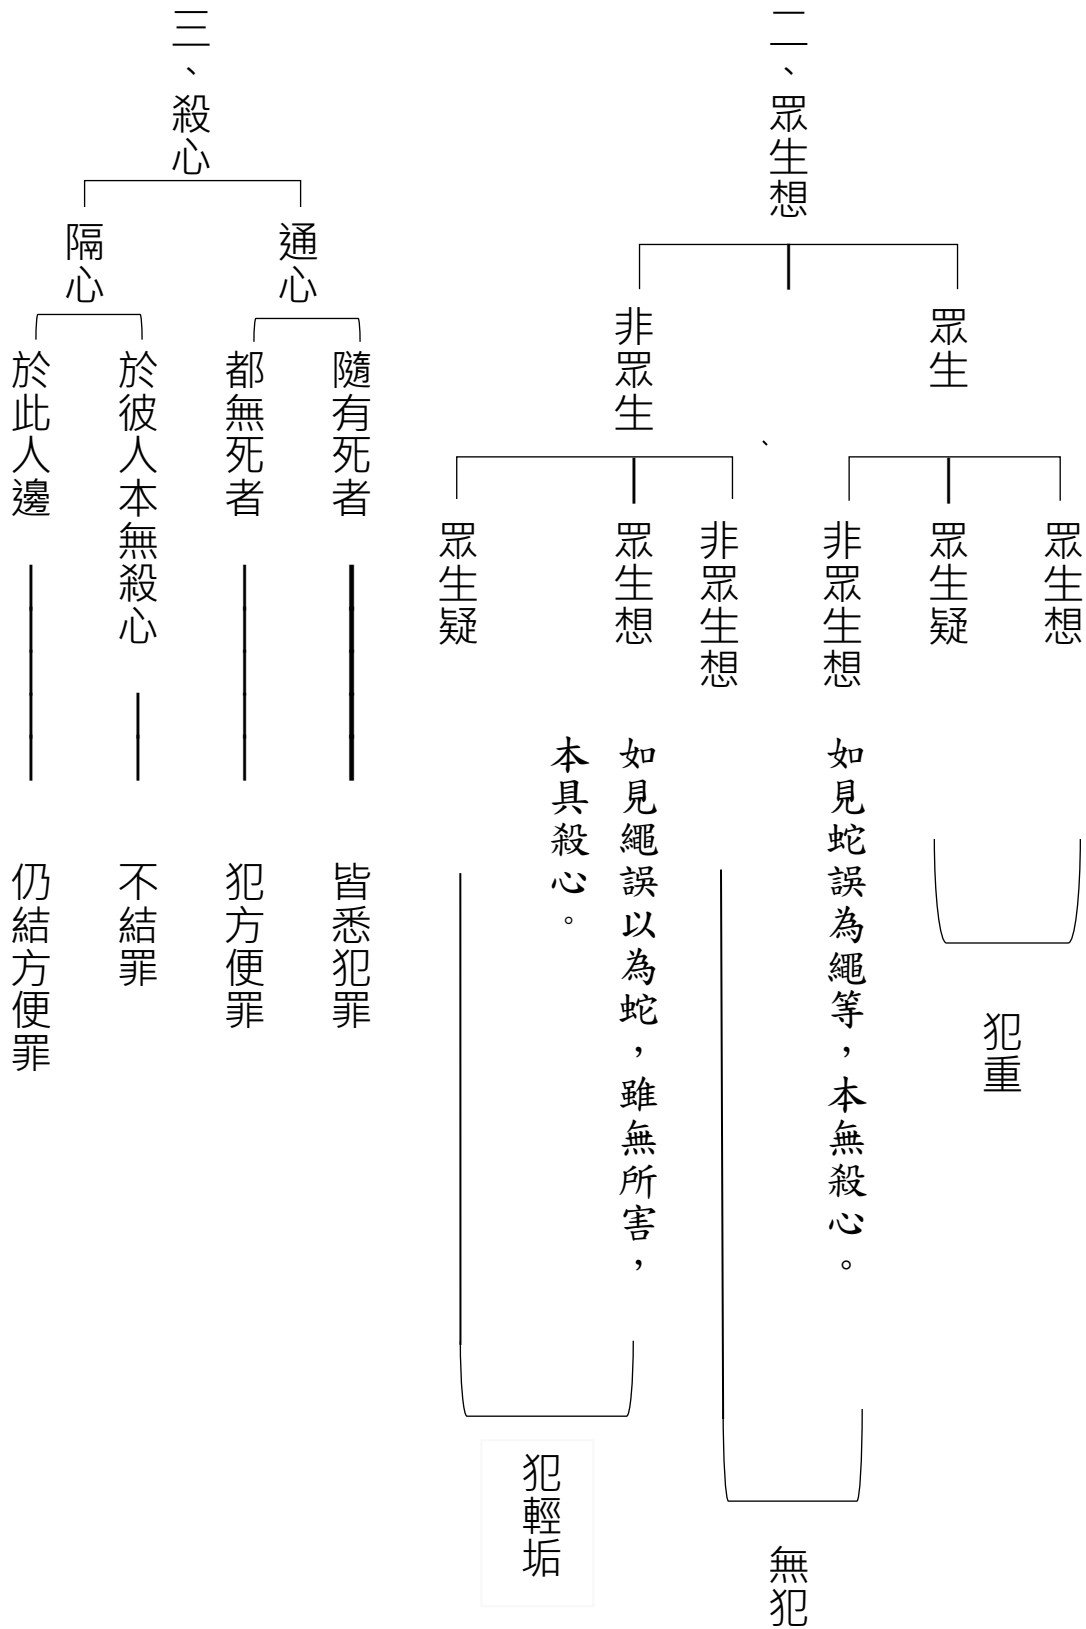 二、眾生想
眾生
眾生想
眾生疑
犯重
非眾生想
如見蛇誤為繩等，本無殺心。
非眾生
、
非眾生想
無犯
眾生想
如見繩誤以為蛇，雖無所害，
本具殺心。
眾生疑
犯輕垢
三、殺心
通心
隨有死者
皆悉犯罪
都無死者
犯方便罪
隔心
於彼人本無殺心
不結罪
於此人邊
仍結方便罪